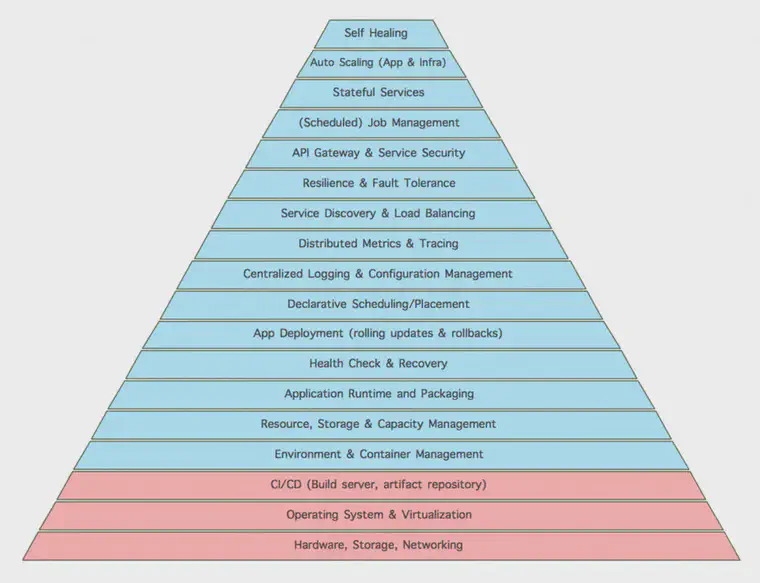 Self Healing
Auto Scaling (App & Infra)
Stateful Services
(Scheduled) Job Management
API Gateway & Service Security
Resilience & Fault Tolerance
Service Discovery & Load Balancing
Distributed Metrics & Tracing
Centralized Logging & Configuration Management
Declarative Scheduling/Placement
App Deployment (rolling updates & rollbacks)
Health Check & Recovery
Application Runtime and Packaging
Resource, Storage & Capacity Management
Environment & Container Management
CI/CD (Build server, artifact repository)
Operating System & Virtualization
Hardware, Storage, Networking